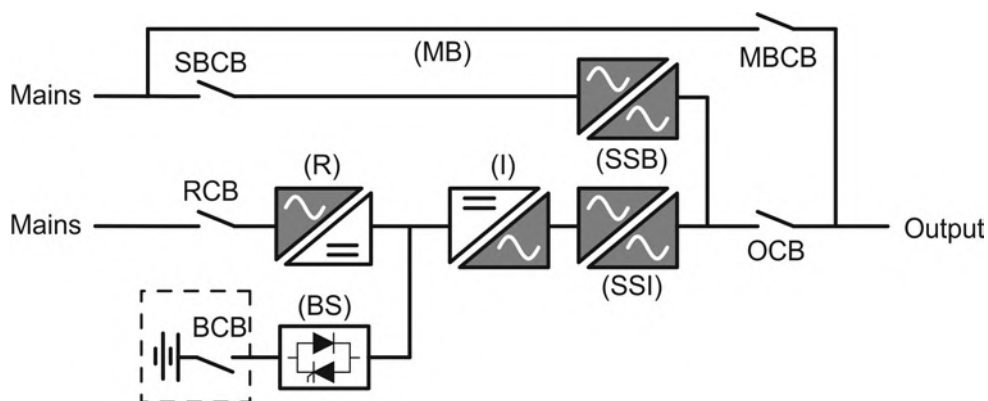 (MB)
MBCB
SBCB
Mains
(SSB)
(R)
(I)
RCB
Mains
Output
OCB
(SSI)
(BS)
BCB